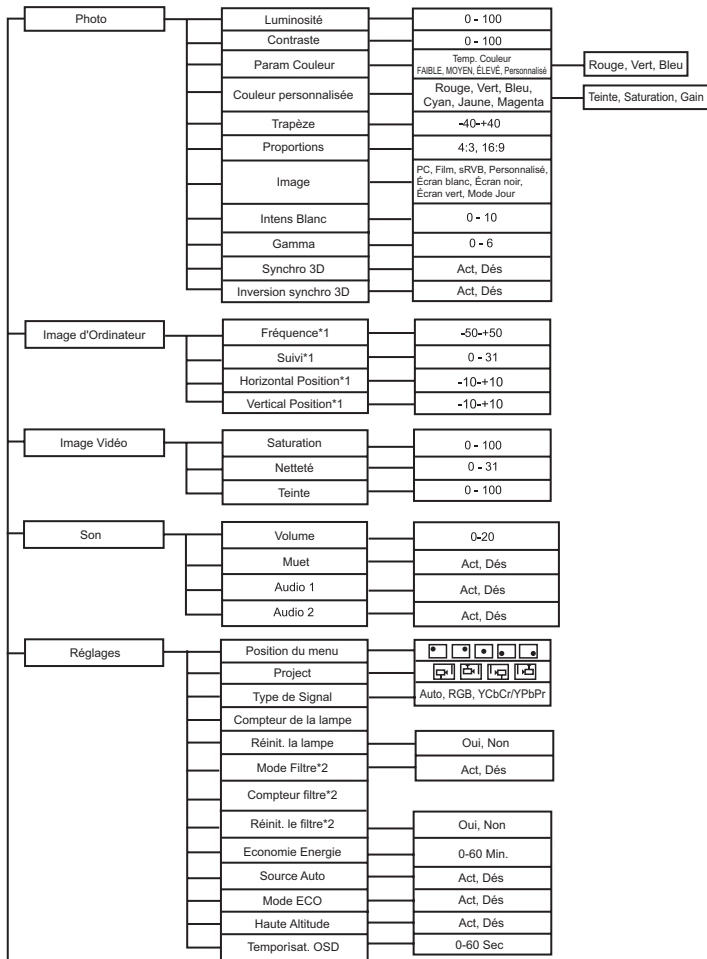 Photo
Luminosité
0 - 100
Contraste
0 - 100
Param Couleur
Temp. Couleur
FAIBLE, MOYEN, ÉLEVÉ, Personnalisé
Rouge, Vert, Bleu
Couleur personnalisée
Rouge, Vert, Bleu,
Cyan, Jaune, Magenta
Teinte, Saturation, Gain
Trapèze
-40-+40
Proportions
4:3, 16:9
Image
PC, Film, sRVB, Personnalisé,
Écran blanc, Écran noir,
Écran vert, Mode Jour
Intens Blanc
0 - 10
Gamma
0 - 6
Synchro 3D
Act, Dés
Inversion synchro 3D
Act, Dés
Image d'Ordinateur
Fréquence*1
-50-+50
Suivi*1
0 - 31
Horizontal Position*1
-10-+10
Vertical Position*1
-10-+10
Image Vidéo
Saturation
0 - 100
Netteté
0 - 31
Teinte
0 - 100
Son
Volume
0-20
Muet
Act, Dés
Audio 1
Act, Dés
Audio 2
Act, Dés
Réglages
Position du menu
Project
Type de Signal
Auto, RGB, YCbCr/YPbPr
Compteur de la lampe
Réinit. la lampe
Oui, Non
Mode Filtre*2
Act, Dés
Compteur filtre*2
Réinit. le filtre*2
Oui, Non
Economie Energie
0-60 Min.
Source Auto
Act, Dés
Mode ECO
Act, Dés
Haute Altitude
Act, Dés
Temporisat. OSD
0-60 Sec